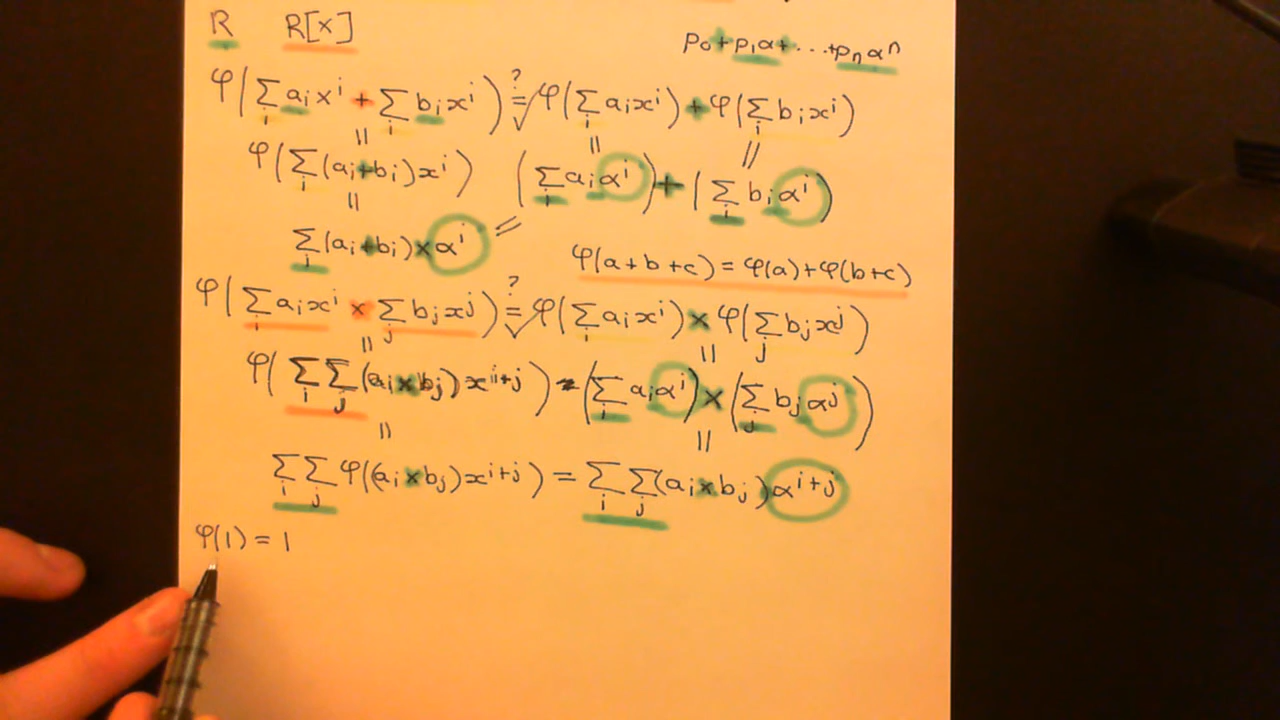 R R[x]
p₀+p₁α+...+pₙαⁿ
φ(∑ᵢ aᵢxⁱ + ∑ᵢ bᵢxⁱ) ?=✓ φ(∑ᵢ aᵢxⁱ) + φ(∑ᵢ bᵢxⁱ)
= = =
φ(∑ᵢ (aᵢ+bᵢ)xⁱ) (∑ᵢ aᵢαⁱ) + (∑ᵢ bᵢαⁱ)
= =
∑ᵢ (aᵢ+bᵢ)×αⁱ
φ(a+b+c) = φ(a)+φ(b+c)
φ(∑ᵢ aᵢxⁱ × ∑ⱼ bⱼxʲ) ?=✓ φ(∑ᵢ aᵢxⁱ) × φ(∑ⱼ bⱼxʲ)
= =
φ(∑ᵢ ∑ⱼ (aᵢ×bⱼ)xⁱ⁺ʲ) (∑ᵢ aᵢαⁱ) × (∑ⱼ bⱼαʲ)
= =
∑ᵢ ∑ⱼ φ((aᵢ×bⱼ)xⁱ⁺ʲ) = ∑ᵢ ∑ⱼ (aᵢ×bⱼ)αⁱ⁺ʲ
φ(1) = 1